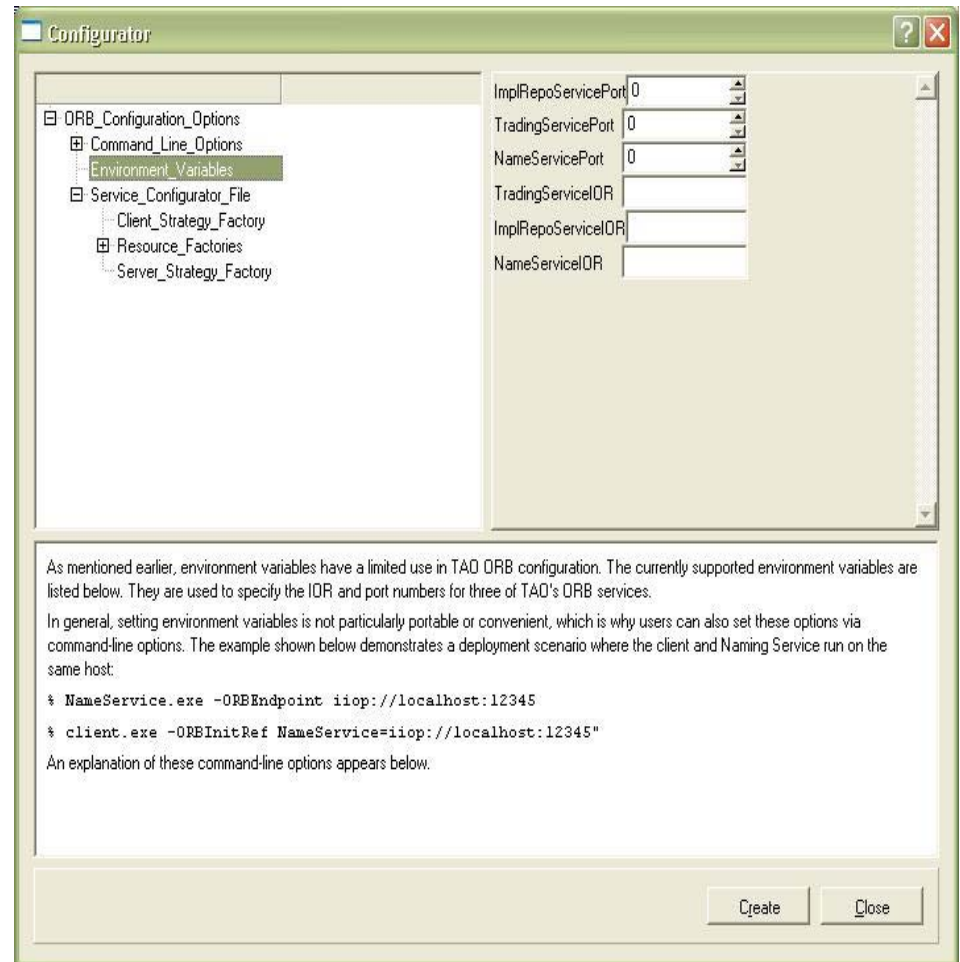 Configurator
ORB_Configuration_Options
Command_Line_Options
Environment_Variables
Service_Configurator_File
Client_Strategy_Factory
Resource_Factories
Server_Strategy_Factory
ImplRepoServicePort 0
TradingServicePort 0
NameServicePort 0
TradingServiceIOR
ImplRepoServiceIOR
NameServiceIOR
As mentioned earlier, environment variables have a limited use in TAO ORB configuration. The currently supported environment variables are
listed below. They are used to specify the IOR and port numbers for three of TAO's ORB services.
In general, setting environment variables is not particularly portable or convenient, which is why users can also set these options via
command-line options. The example shown below demonstrates a deployment scenario where the client and Naming Service run on the
same host:
% NameService.exe -ORBEndpoint iiop://localhost:12345
% client.exe -ORBInitRef NameService=iiop://localhost:12345"
An explanation of these command-line options appears below.
Create Close